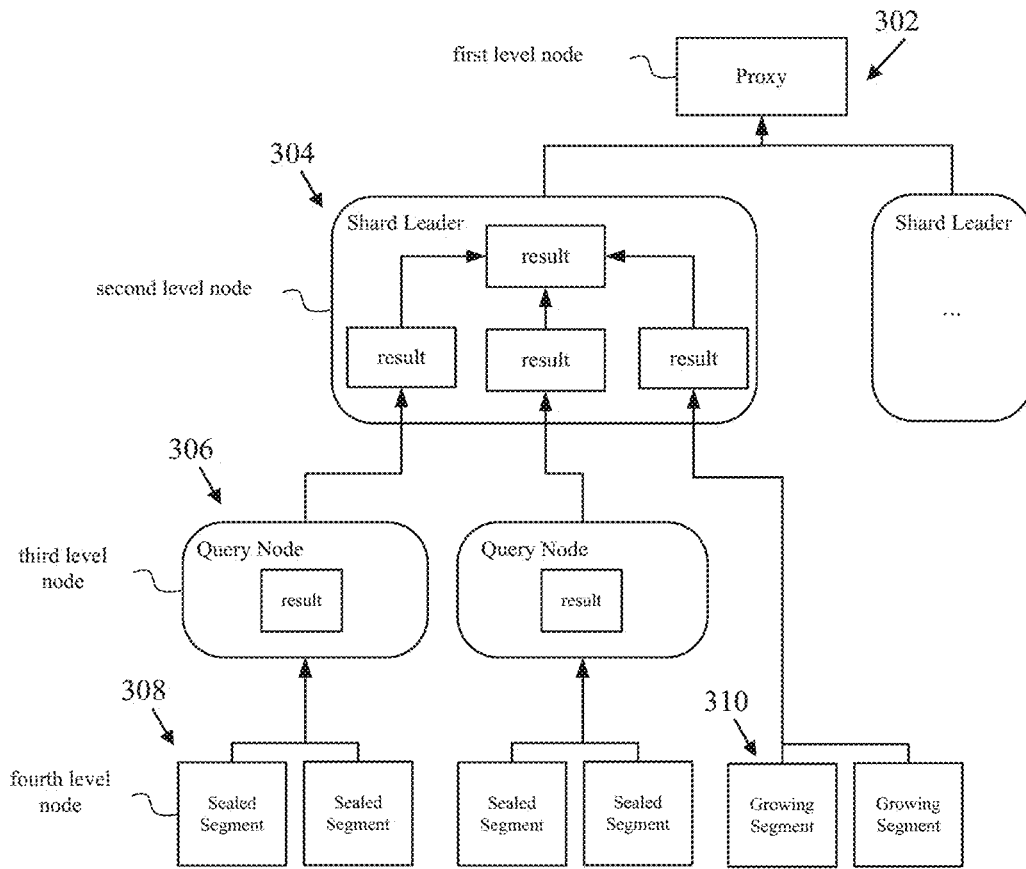 302
first level node
Proxy
304
Shard Leader
Shard Leader
result
second level node
...
result
result
result
306
Query Node
Query Node
third level
node
result
result
308
310
fourth level
node
Sealed
Segment
Sealed
Segment
Sealed
Segment
Sealed
Segment
Growing
Segment
Growing
Segment